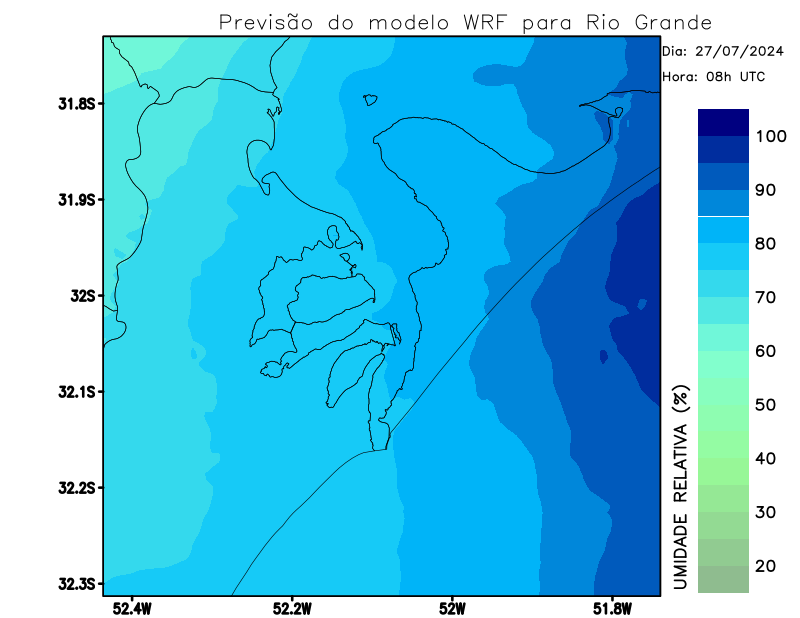 Previsão do modelo WRF para Rio Grande
Dia: 27/07/2024
Hora: 08h UTC
31.8S
31.9S
32S
32.1S
32.2S
32.3S
52.4W
52.2W
52W
51.8W
100
90
80
70
60
50
40
30
20
UMIDADE RELATIVA (%)